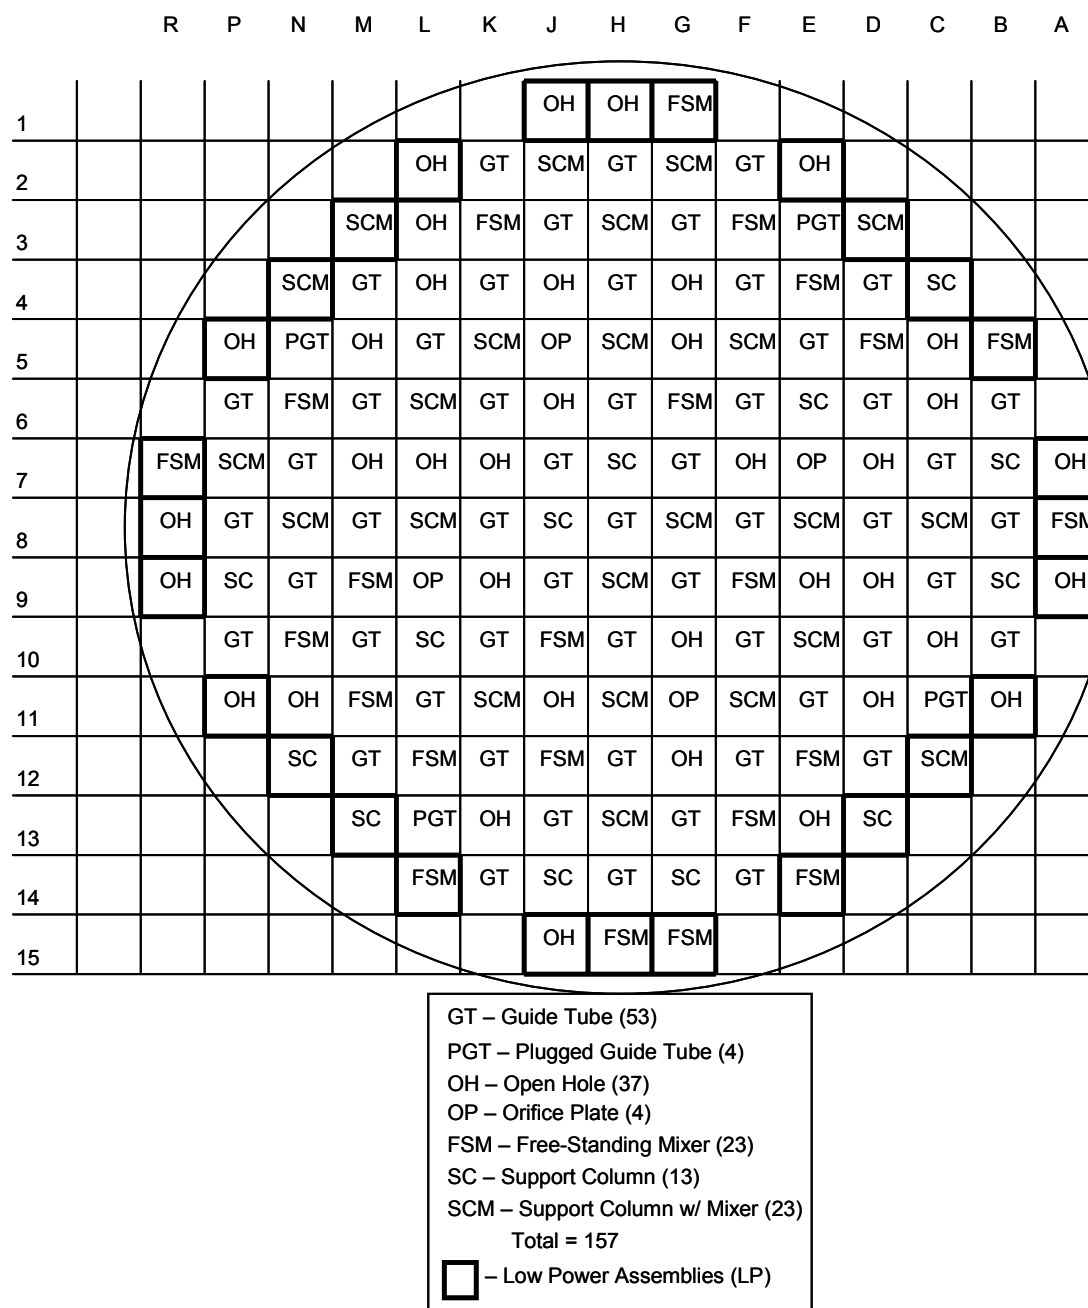 R P N M L K J H G F E D C B A
1 OH OH FSM
2 OH GT SCM GT SCM GT OH
3 SCM OH FSM GT SCM GT FSM PGT SCM
4 SCM GT OH GT OH GT OH GT FSM GT SC
5 OH PGT OH GT SCM OP SCM OH SCM GT FSM OH FSM
6 GT FSM GT SCM GT OH GT FSM GT SC GT OH GT
7 FSM SCM GT OH OH OH GT SC GT OH OP OH GT SC OH
8 OH GT SCM GT SCM GT SC GT SCM GT SCM GT SCM GT FSM
9 OH SC GT FSM OP OH GT SCM GT FSM OH OH GT SC OH
10 GT FSM GT SC GT FSM GT OH GT SCM GT OH GT
11 OH OH FSM GT SCM OH SCM OP SCM GT OH PGT OH
12 SC GT FSM GT FSM GT OH GT FSM GT SCM
13 SC PGT OH GT SCM GT FSM OH SC
14 FSM GT SC GT SC GT FSM
15 OH FSM FSM
GT – Guide Tube (53)
PGT – Plugged Guide Tube (4)
OH – Open Hole (37)
OP – Orifice Plate (4)
FSM – Free-Standing Mixer (23)
SC – Support Column (13)
SCM – Support Column w/ Mixer (23)
Total = 157
– Low Power Assemblies (LP)